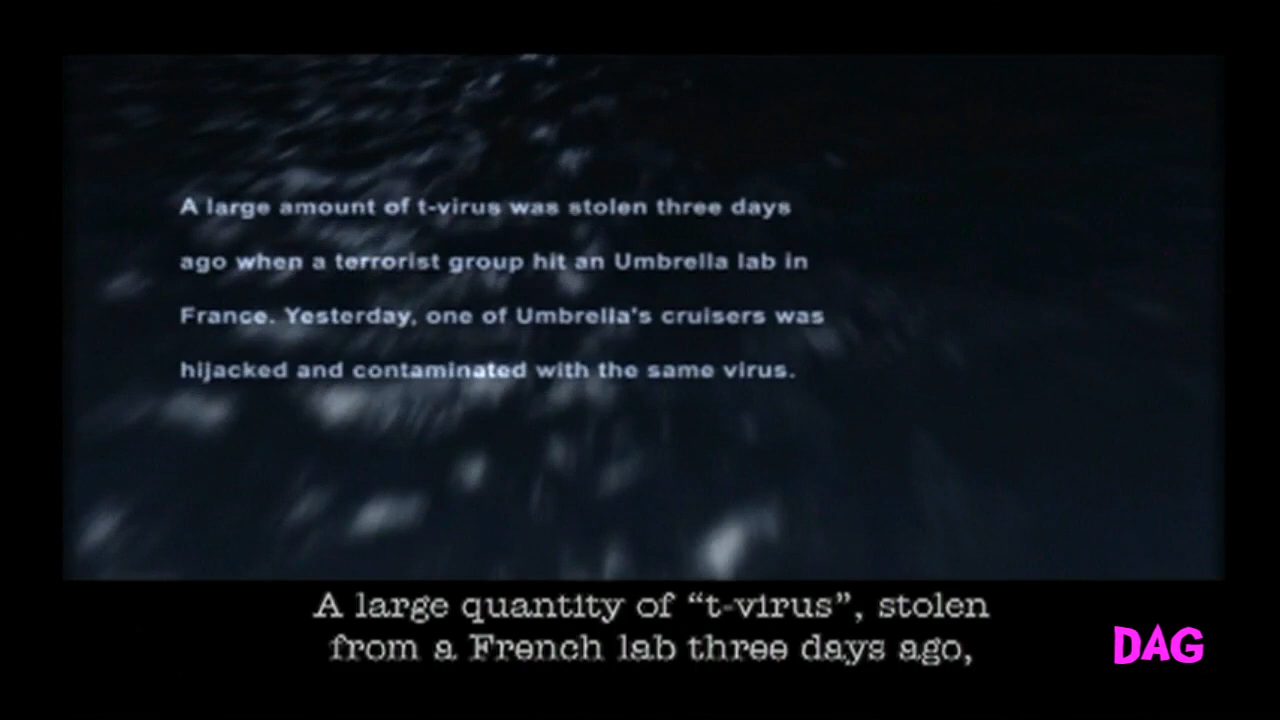 A large amount of t-virus was stolen three days
ago when a terrorist group hit an Umbrella lab in
France. Yesterday, one of Umbrella's cruisers was
hijacked and contaminated with the same virus.
A large quantity of “t-virus”, stolen
from a French lab three days ago,
DAG